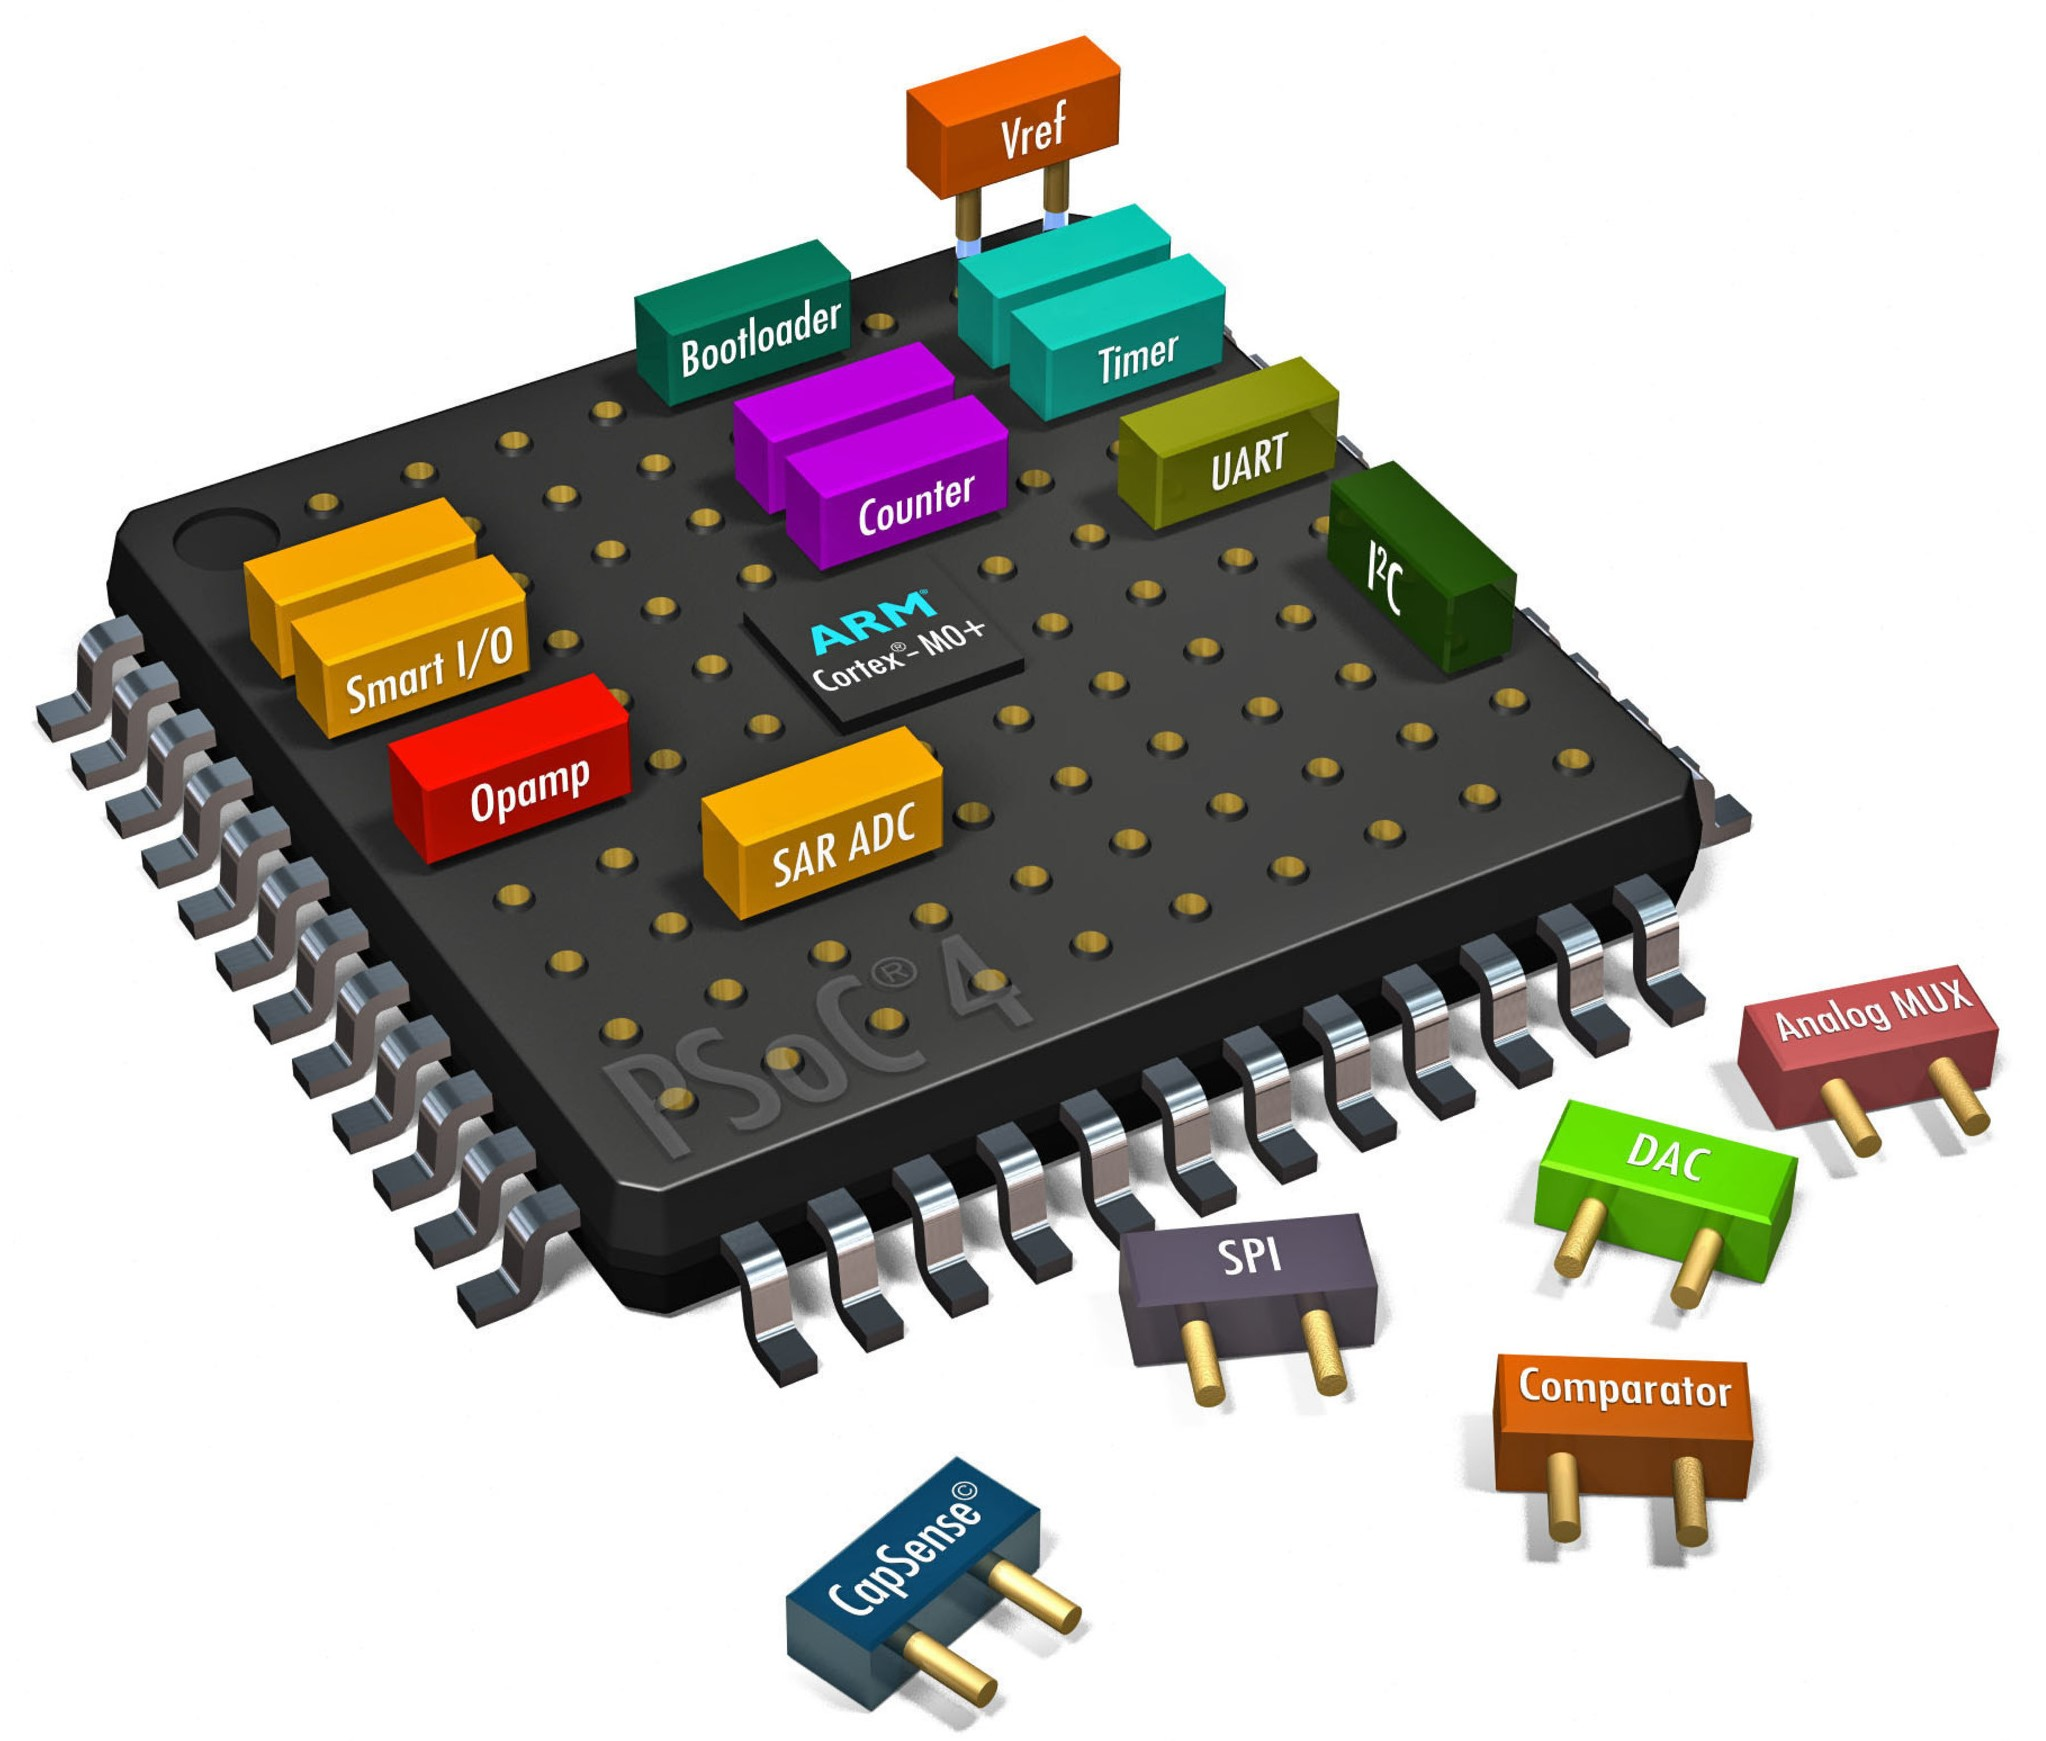 Vref
Bootloader
Timer
Counter
UART
I²C
ARM®
Cortex®-M0+
Smart I/O
Opamp
SAR ADC
PSoC® 4
Analog MUX
DAC
SPI
Comparator
CapSense©